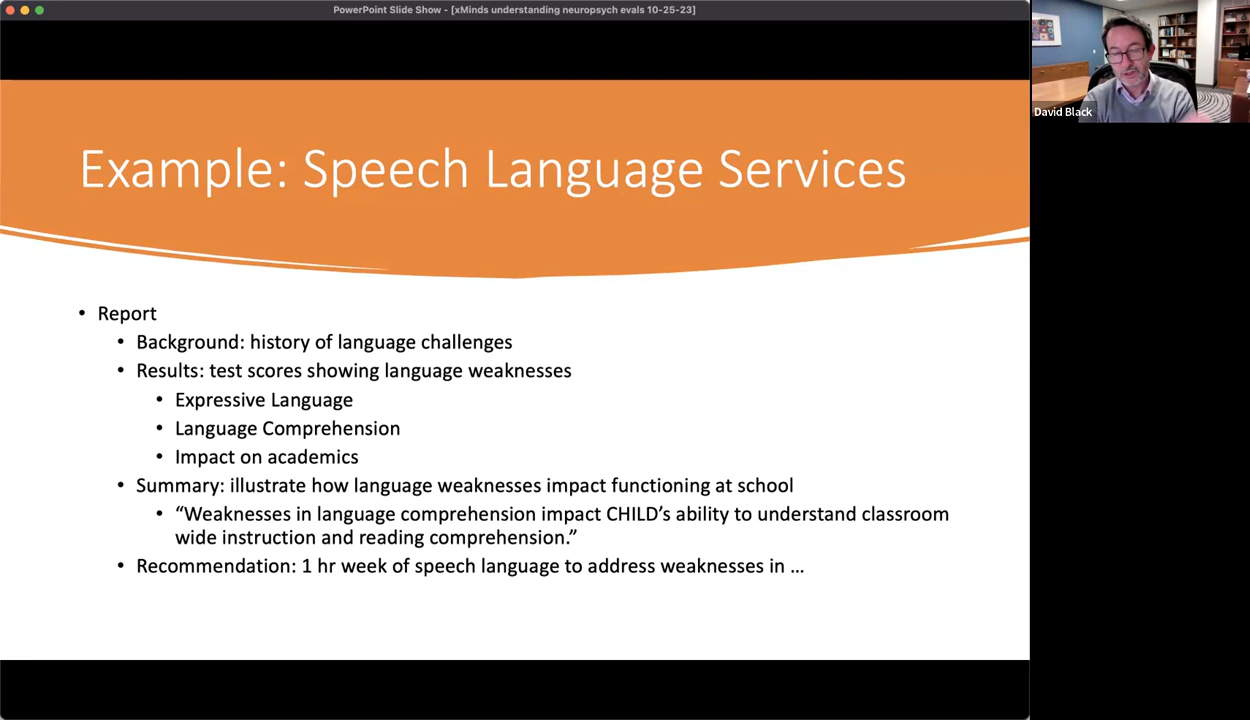 PowerPoint Slide Show - [xMinds understanding neuropsych evals 10-25-23]
David Black
Example: Speech Language Services
• Report
• Background: history of language challenges
• Results: test scores showing language weaknesses
• Expressive Language
• Language Comprehension
• Impact on academics
• Summary: illustrate how language weaknesses impact functioning at school
• “Weaknesses in language comprehension impact CHILD’s ability to understand classroom
wide instruction and reading comprehension.”
• Recommendation: 1 hr week of speech language to address weaknesses in …